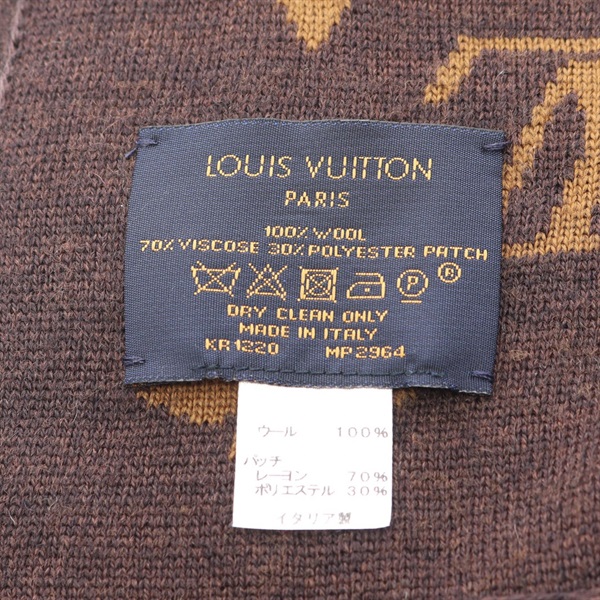 LOUIS VUITTON
PARIS
100% WOOL
70% VISCOSE 30% POLYESTER PATCH
P ®
DRY CLEAN ONLY
MADE IN ITALY
KR1220 MP2964
ウール 100%
パッチ
レーヨン 70%
ポリエステル 30%
イタリア製